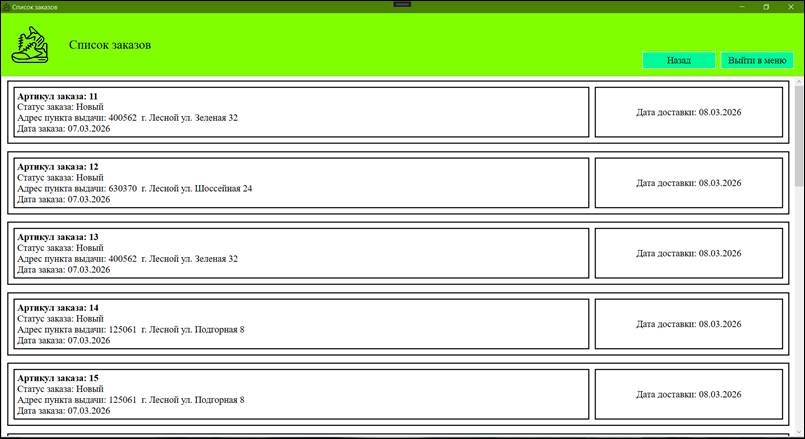 Список заказов
Список заказов
Назад
Выйти в меню
Артикул заказа: 11
Статус заказа: Новый
Адрес пункта выдачи: 400562  г. Лесной ул. Зеленая 32
Дата заказа: 07.03.2026
Дата доставки: 08.03.2026
Артикул заказа: 12
Статус заказа: Новый
Адрес пункта выдачи: 630370  г. Лесной ул. Шоссейная 24
Дата заказа: 07.03.2026
Дата доставки: 08.03.2026
Артикул заказа: 13
Статус заказа: Новый
Адрес пункта выдачи: 400562  г. Лесной ул. Зеленая 32
Дата заказа: 07.03.2026
Дата доставки: 08.03.2026
Артикул заказа: 14
Статус заказа: Новый
Адрес пункта выдачи: 125061  г. Лесной ул. Подгорная 8
Дата заказа: 07.03.2026
Дата доставки: 08.03.2026
Артикул заказа: 15
Статус заказа: Новый
Адрес пункта выдачи: 125061  г. Лесной ул. Подгорная 8
Дата заказа: 07.03.2026
Дата доставки: 08.03.2026